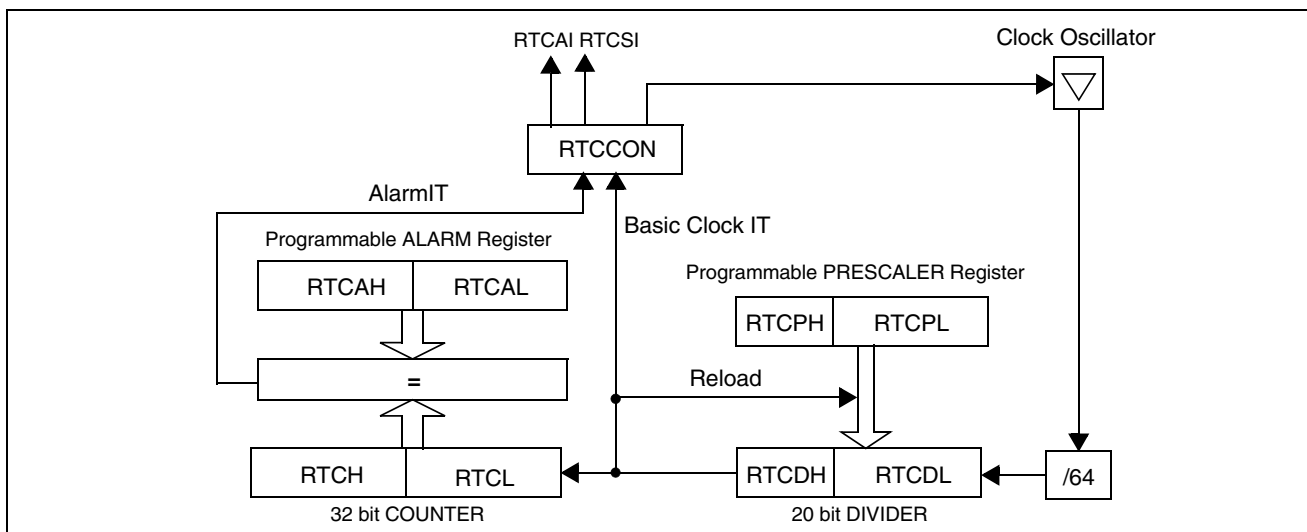 RTCAI RTCSI
Clock Oscillator
RTCCON
AlarmIT
Basic Clock IT
Programmable ALARM Register
Programmable PRESCALER Register
RTCAH RTCAL
RTCPH RTCPL
=
Reload
RTCH RTCL
RTCDH RTCDL
/64
32 bit COUNTER
20 bit DIVIDER